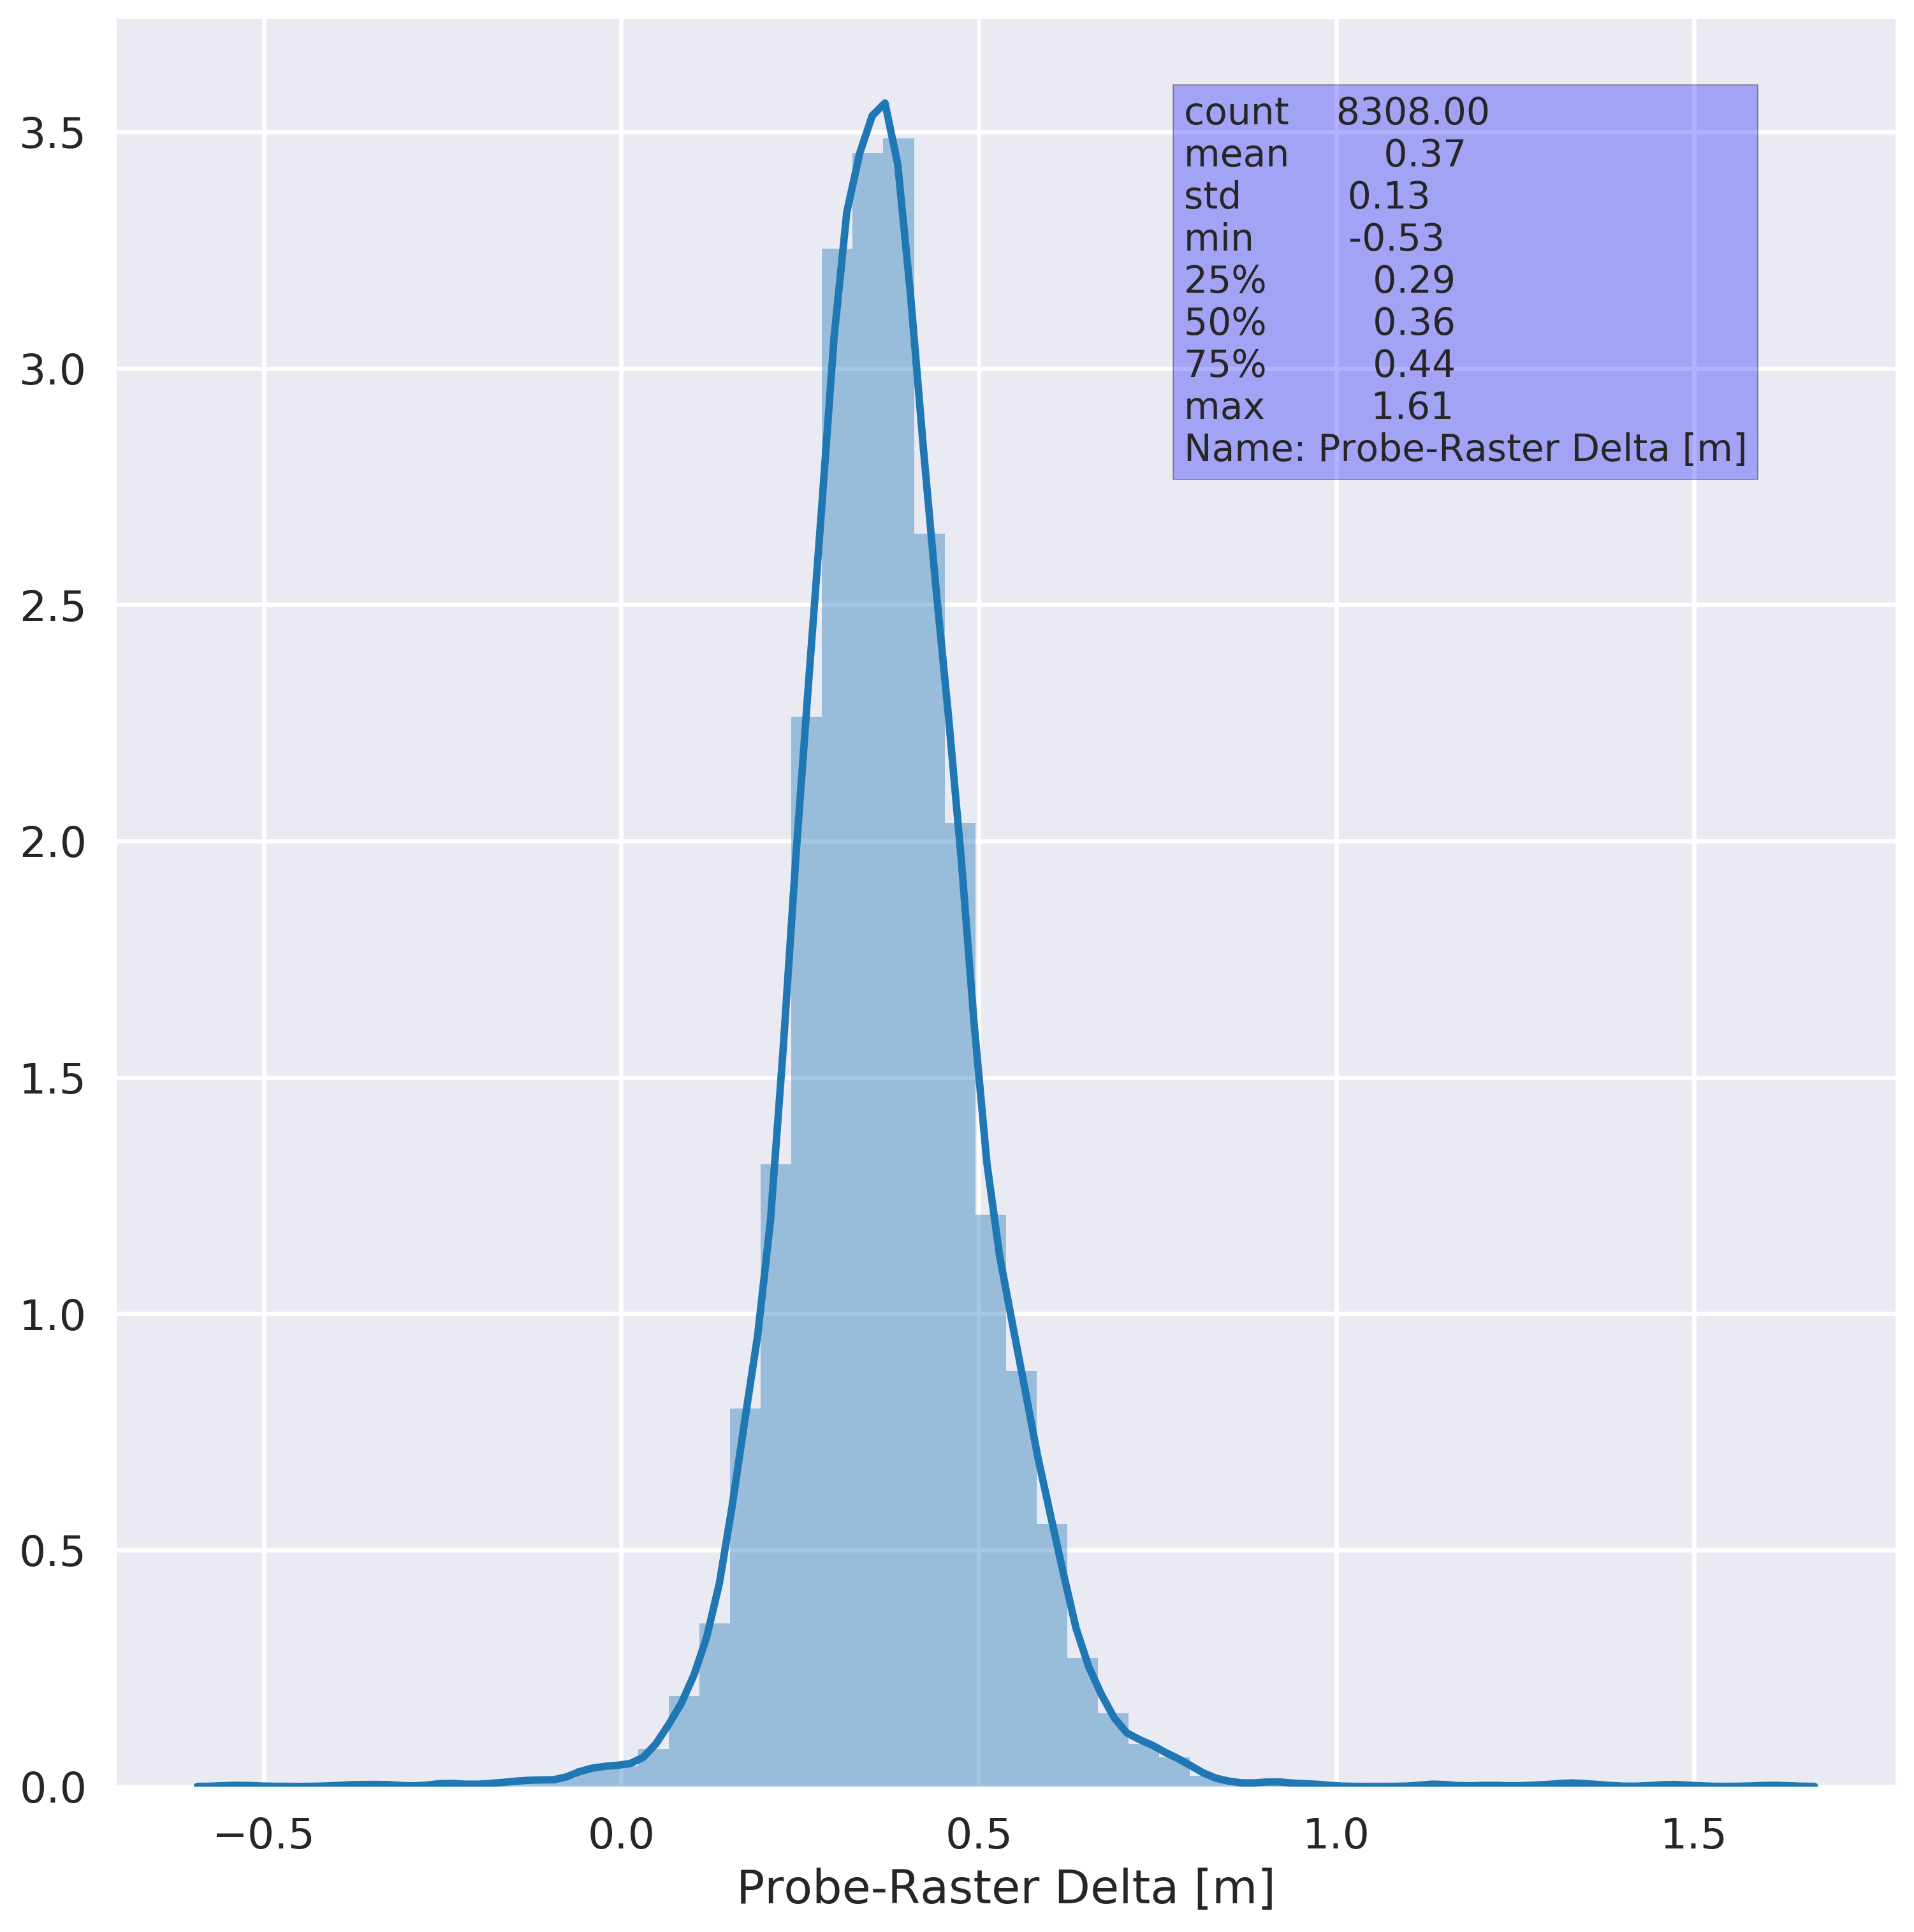 count 8308.00
mean 0.37
std 0.13
min -0.53
25% 0.29
50% 0.36
75% 0.44
max 1.61
Name: Probe-Raster Delta [m]
3.5
3.0
2.5
2.0
1.5
1.0
0.5
0.0
−0.5 0.0 0.5 1.0 1.5
Probe-Raster Delta [m]